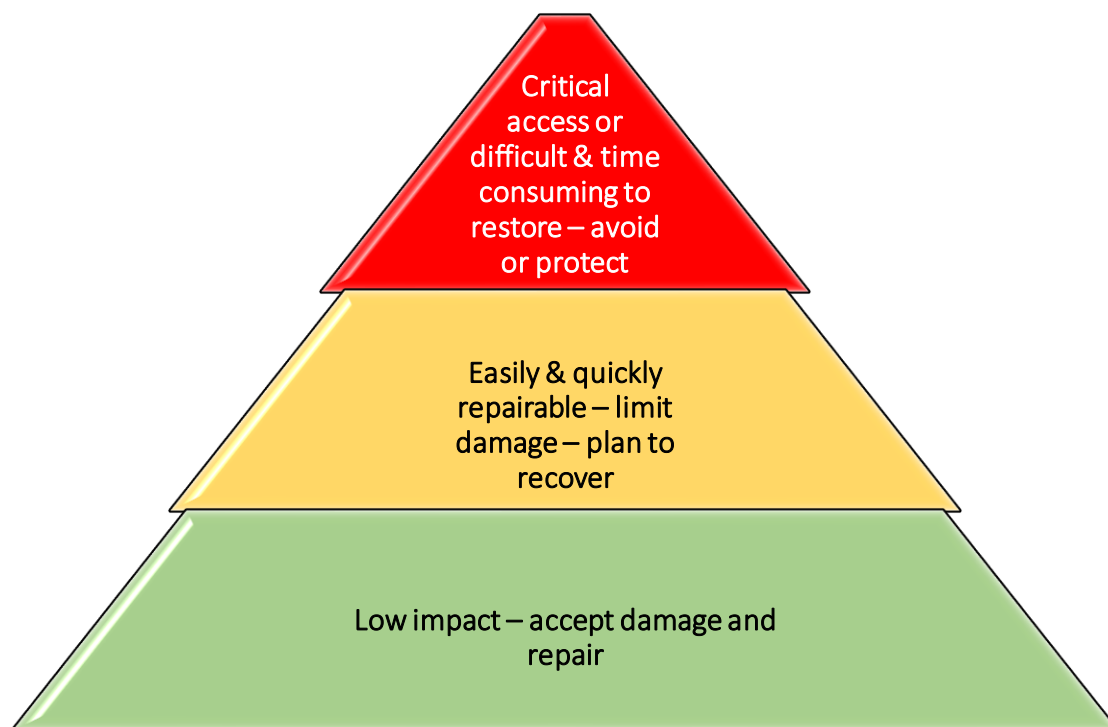 Critical
access or
difficult & time
consuming to
restore – avoid
or protect
Easily & quickly
repairable – limit
damage – plan to
recover
Low impact – accept damage and
repair